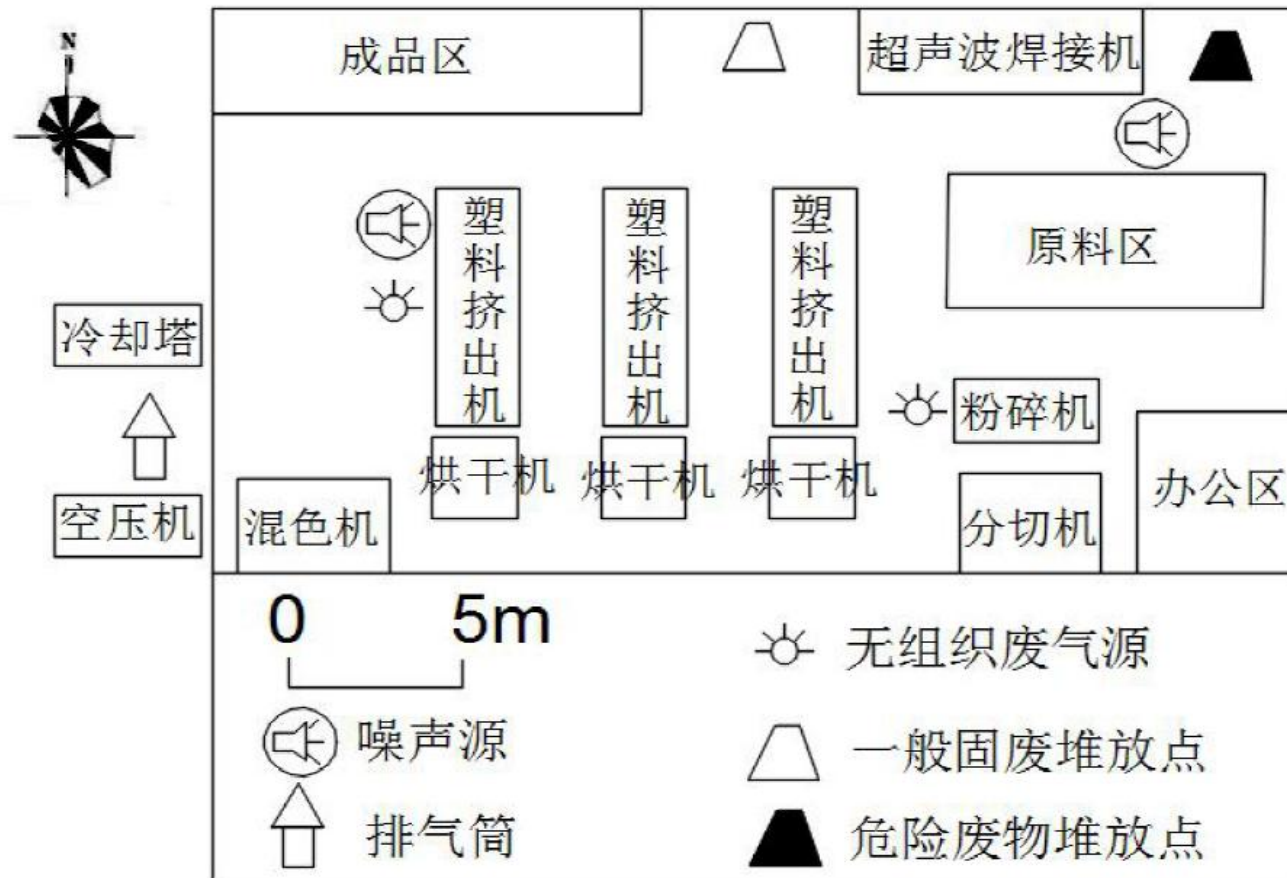 N
成品区
超声波焊接机
塑料挤出机
塑料挤出机
塑料挤出机
原料区
冷却塔
粉碎机
烘干机
烘干机
烘干机
办公区
空压机
混色机
分切机
0 5m
无组织废气源
噪声源
一般固废堆放点
排气筒
危险废物堆放点